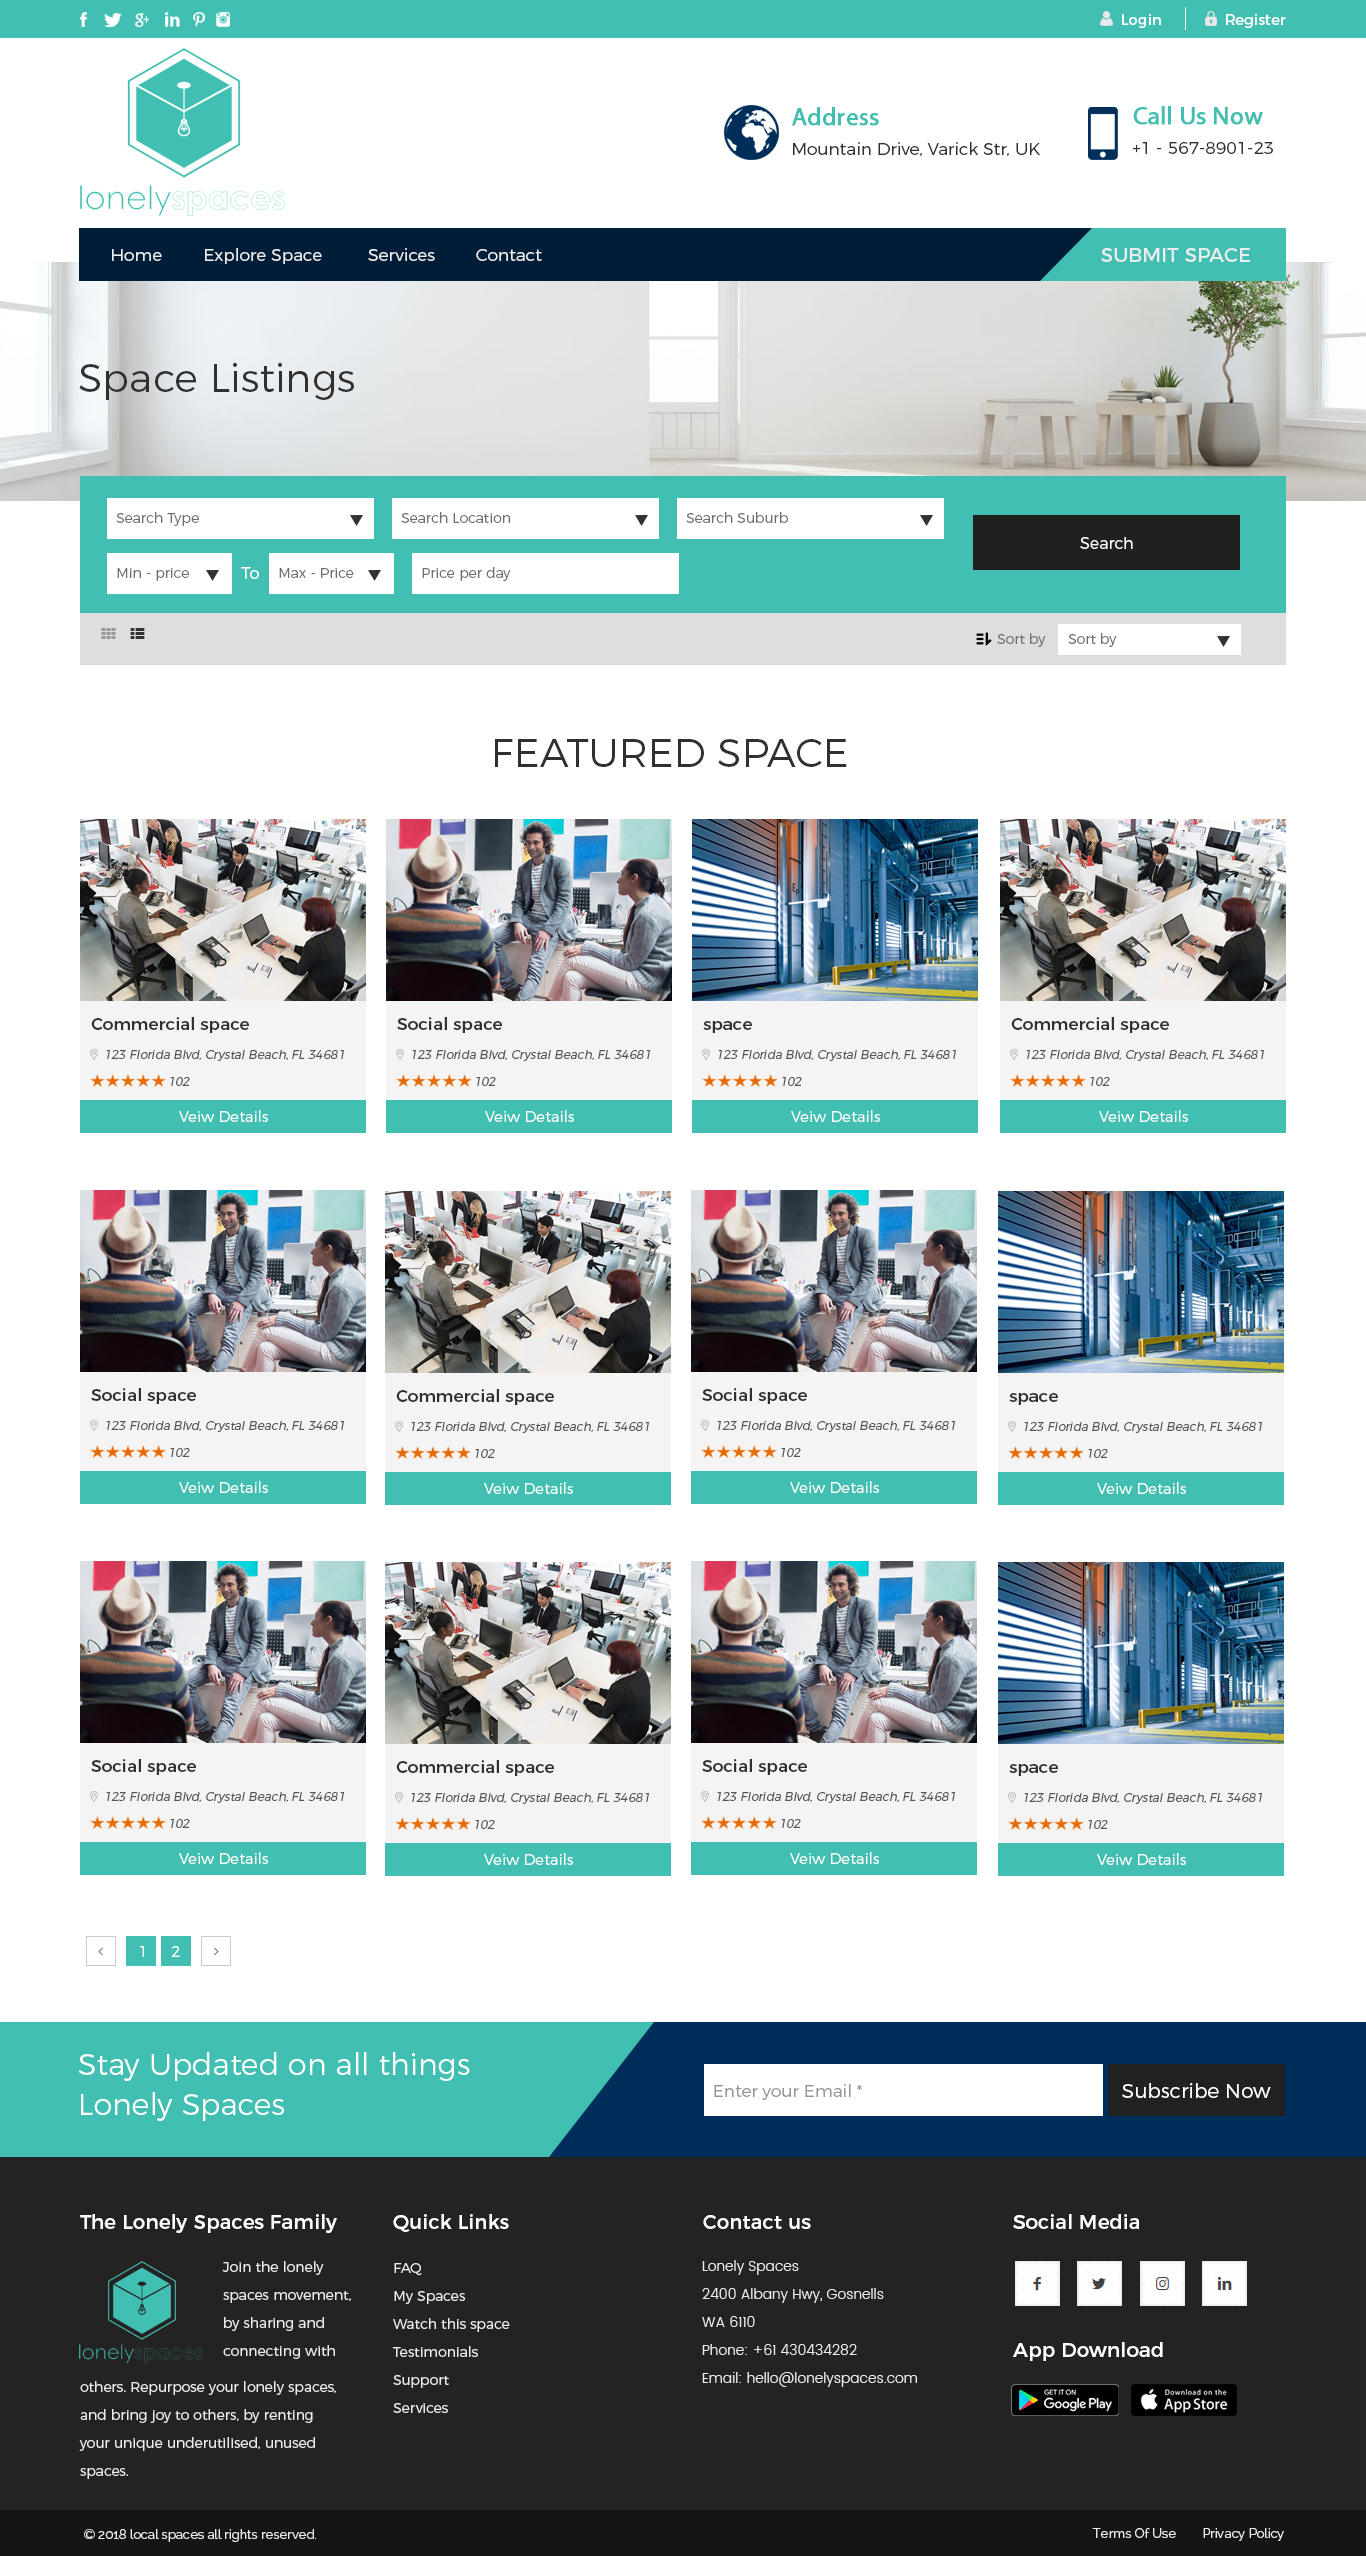 Login
Register
lonelyspaces
Address
Mountain Drive, Varick Str, UK
Call Us Now
+1 - 567-8901-23
Home
Explore Space
Services
Contact
SUBMIT SPACE
Space Listings
Search Type
Search Location
Search Suburb
Search
Min - price
To
Max - Price
Price per day
Sort by
Sort by
FEATURED SPACE
Commercial space
123 Florida Blvd, Crystal Beach, FL 34681
102
Veiw Details
Social space
123 Florida Blvd, Crystal Beach, FL 34681
102
Veiw Details
space
123 Florida Blvd, Crystal Beach, FL 34681
102
Veiw Details
Commercial space
123 Florida Blvd, Crystal Beach, FL 34681
102
Veiw Details
Social space
123 Florida Blvd, Crystal Beach, FL 34681
102
Veiw Details
Commercial space
123 Florida Blvd, Crystal Beach, FL 34681
102
Veiw Details
Social space
123 Florida Blvd, Crystal Beach, FL 34681
102
Veiw Details
space
123 Florida Blvd, Crystal Beach, FL 34681
102
Veiw Details
Social space
123 Florida Blvd, Crystal Beach, FL 34681
102
Veiw Details
Commercial space
123 Florida Blvd, Crystal Beach, FL 34681
102
Veiw Details
Social space
123 Florida Blvd, Crystal Beach, FL 34681
102
Veiw Details
space
123 Florida Blvd, Crystal Beach, FL 34681
102
Veiw Details
1
2
Stay Updated on all things
Lonely Spaces
Enter your Email *
Subscribe Now
The Lonely Spaces Family
lonelyspaces
Join the lonely
spaces movement,
by sharing and
connecting with
others. Repurpose your lonely spaces,
and bring joy to others, by renting
your unique underutilised, unused
spaces.
Quick Links
FAQ
My Spaces
Watch this space
Testimonials
Support
Services
Contact us
Lonely Spaces
2400 Albany Hwy, Gosnells
WA 6110
Phone: +61 430434282
Email: hello@lonelyspaces.com
Social Media
App Download
GET IT ON
Google Play
Download on the
App Store
© 2018 local spaces all rights reserved.
Terms Of Use
Privacy Policy